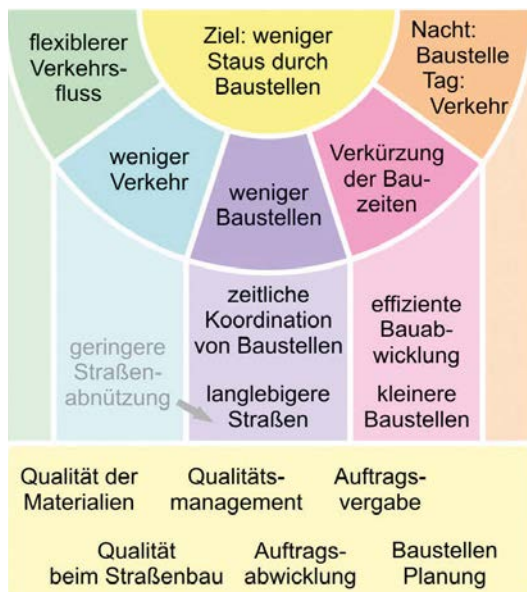 flexiblerer
Verkehrs-
fluss
Ziel: weniger
Staus durch
Baustellen
Nacht:
Baustelle
Tag:
Verkehr
weniger
Verkehr
weniger
Baustellen
Verkürzung
der Bau-
zeiten
geringere
Straßen-
abnützung
zeitliche
Koordination
von Baustellen
langlebigere
Straßen
effiziente
Bauab-
wicklung
kleinere
Baustellen
Qualität der
Materialien
Qualitäts-
management
Auftrags-
vergabe
Qualität
beim Straßenbau
Auftrags-
abwicklung
Baustellen
Planung